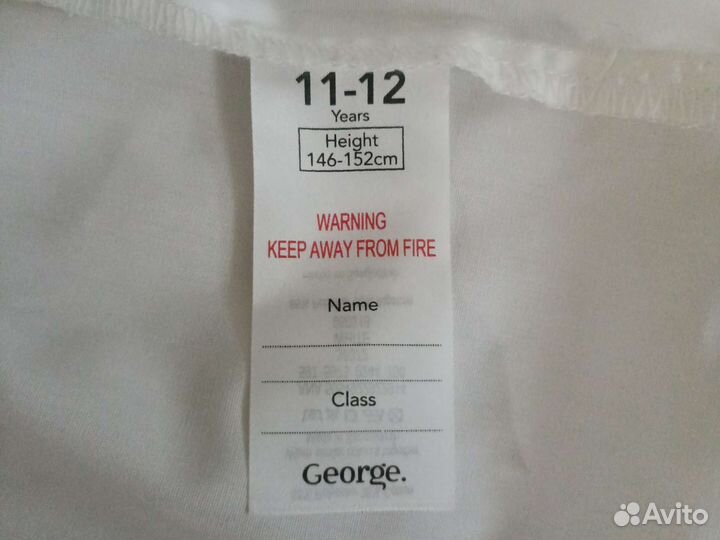 11-12
Years
Height
146-152cm
WARNING
KEEP AWAY FROM FIRE
Name
Class
George.
Avito